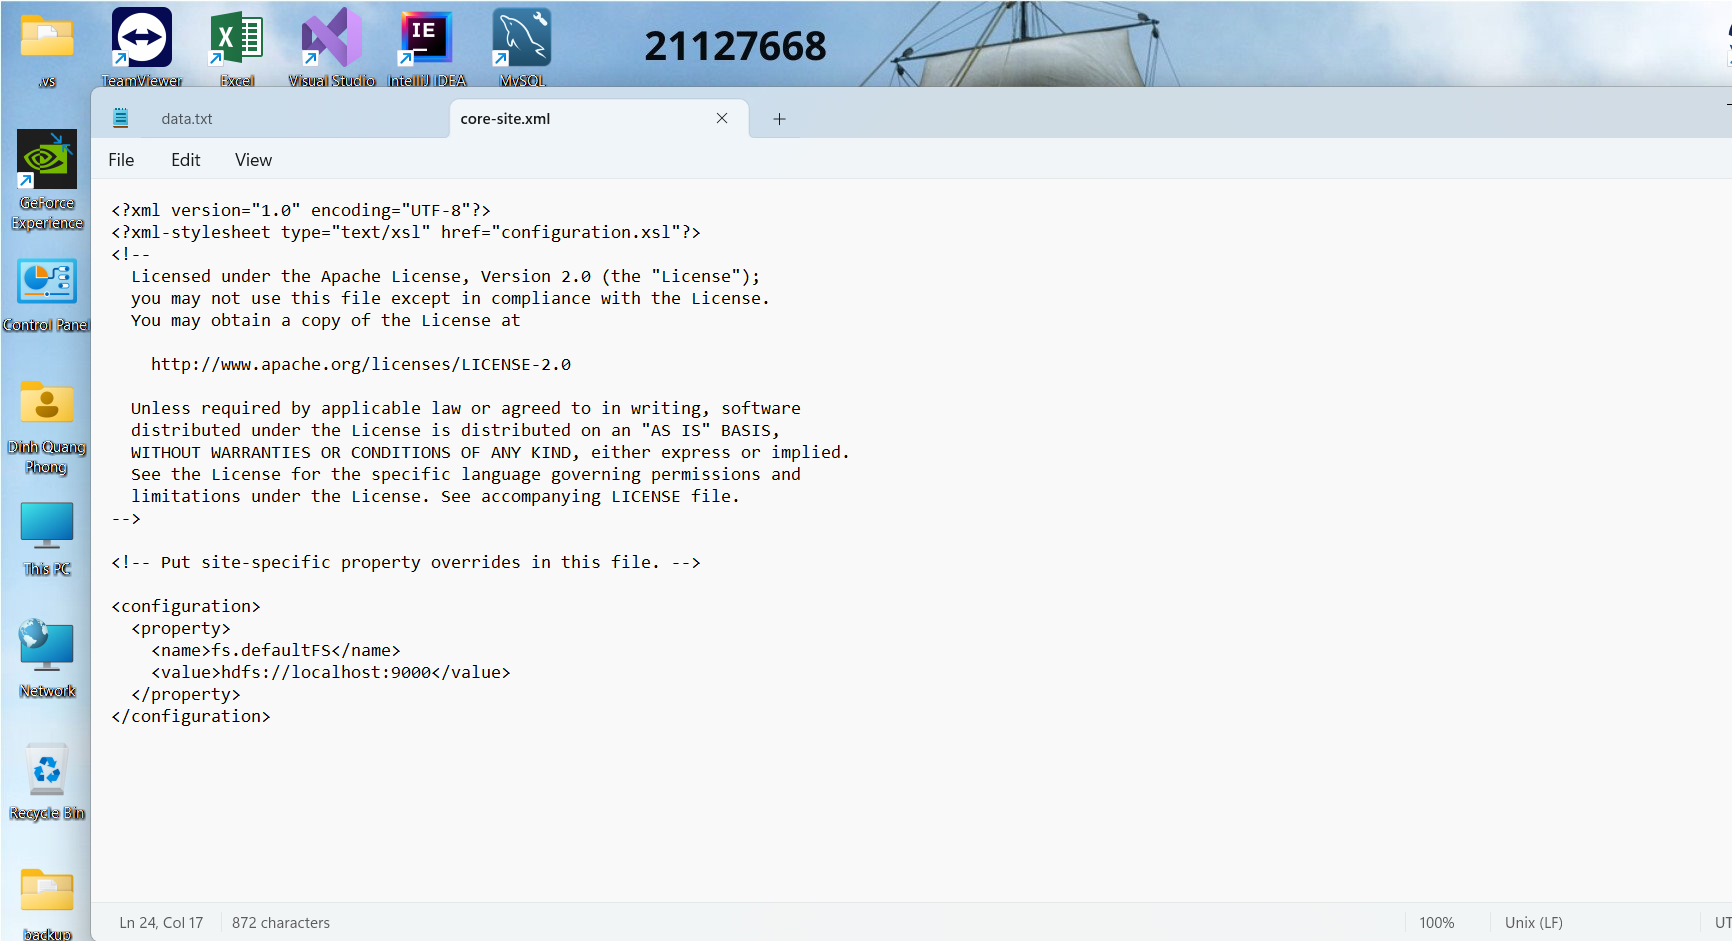 .vs
TeamViewer
Excel
Visual Studio
IntelliJ IDEA
MySQL
21127668
GeForce
Experience
Control Panel
Dinh Quang
Phong
This PC
Network
Recycle Bin
backup
data.txt
core-site.xml
File Edit View
<?xml version="1.0" encoding="UTF-8"?>
<?xml-stylesheet type="text/xsl" href="configuration.xsl"?>
<!--
  Licensed under the Apache License, Version 2.0 (the "License");
  you may not use this file except in compliance with the License.
  You may obtain a copy of the License at

    http://www.apache.org/licenses/LICENSE-2.0

  Unless required by applicable law or agreed to in writing, software
  distributed under the License is distributed on an "AS IS" BASIS,
  WITHOUT WARRANTIES OR CONDITIONS OF ANY KIND, either express or implied.
  See the License for the specific language governing permissions and
  limitations under the License. See accompanying LICENSE file.
-->

<!-- Put site-specific property overrides in this file. -->

<configuration>
  <property>
    <name>fs.defaultFS</name>
    <value>hdfs://localhost:9000</value>
  </property>
</configuration>
Ln 24, Col 17 872 characters 100% Unix (LF) UT